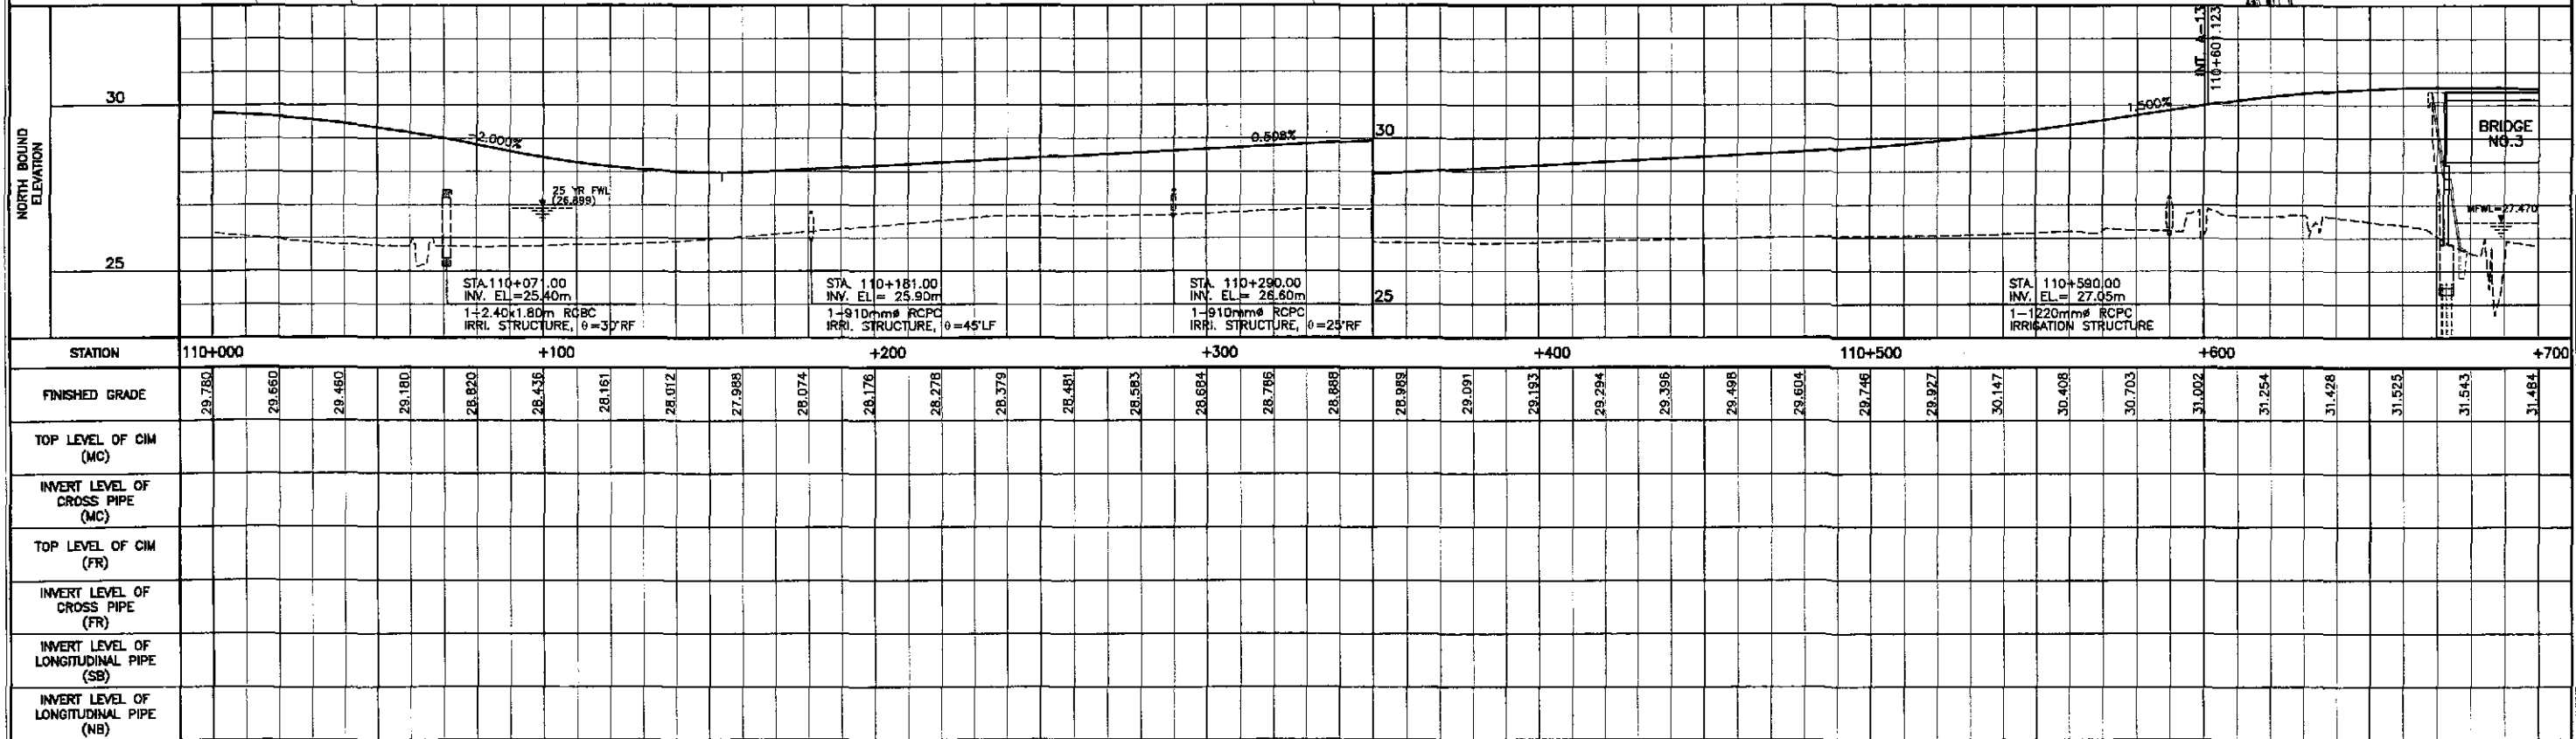 NORTH BOUND
ELEVATION
30
25
-2.000%
25 YR FWL
(26.899)
0.508%
30
25
1.500%
INT. A-13
110+601.123
BRIDGE
NO.3
MFWL=27.470
STA.110+071.00
INV. EL=25.40m
1-2.40x1.80m RCBC
IRRI. STRUCTURE, θ=30°RF
STA. 110+181.00
INV. EL= 25.90m
1-910mmø RCPC
IRRI. STRUCTURE, θ=45°LF
STA. 110+290.00
INV. EL= 26.60m
1-910mmø RCPC
IRRI. STRUCTURE, θ=25°RF
STA. 110+590.00
INV. EL.= 27.05m
1-1220mmø RCPC
IRRIGATION STRUCTURE
STATION 110+000 +100 +200 +300 +400 110+500 +600 +700
FINISHED GRADE 29.780 29.660 29.460 29.180 28.820 28.436 28.161 28.012 27.988 28.074 28.176 28.278 28.379 28.481 28.583 28.684 28.786 28.888 28.989 29.091 29.193 29.294 29.396 29.498 29.604 29.746 29.927 30.147 30.408 30.703 31.002 31.254 31.428 31.525 31.543 31.484
TOP LEVEL OF CIM
(MC)
INVERT LEVEL OF
CROSS PIPE
(MC)
TOP LEVEL OF CIM
(FR)
INVERT LEVEL OF
CROSS PIPE
(FR)
INVERT LEVEL OF
LONGITUDINAL PIPE
(SB)
INVERT LEVEL OF
LONGITUDINAL PIPE
(NB)